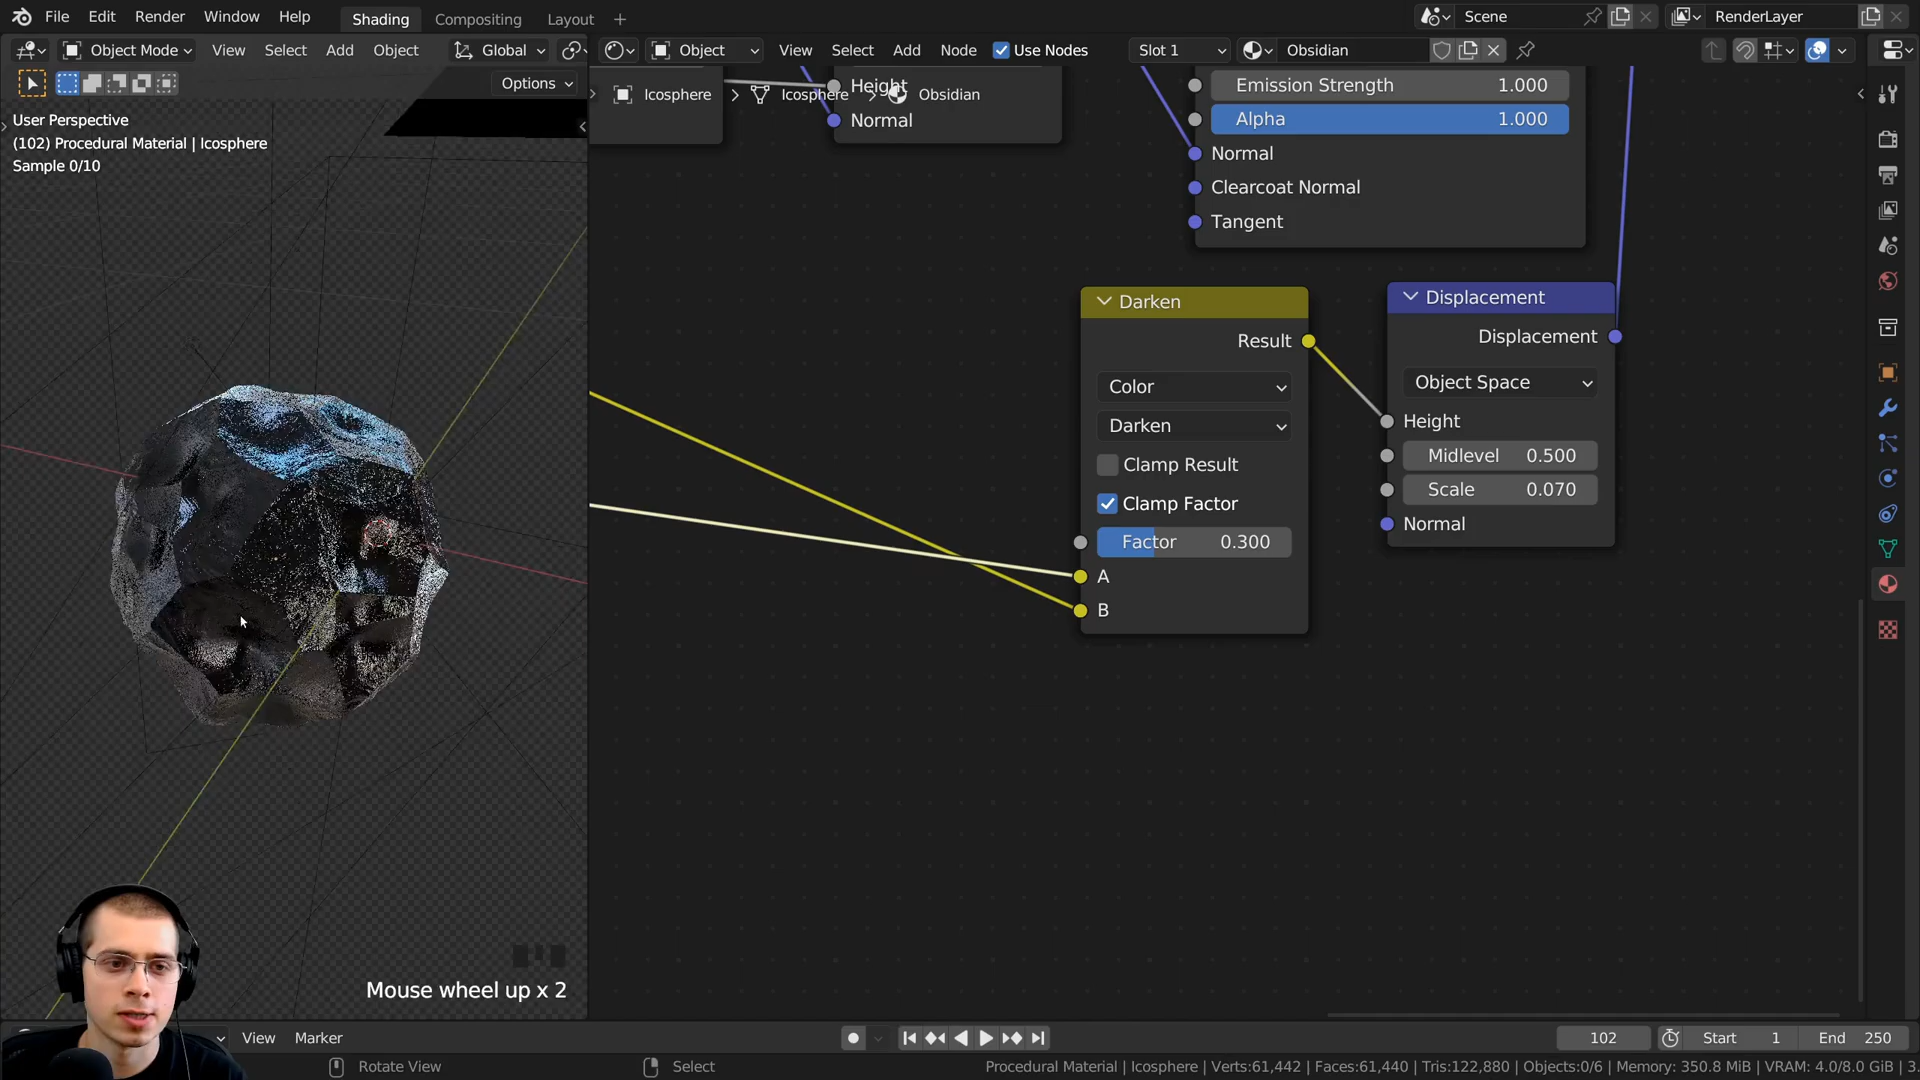 File Edit Render Window Help Shading Compositing Layout + Scene RenderLayer
Object Mode View Select Add Object Global Object View Select Add Node Use Nodes Slot 1 Obsidian
Options
User Perspective
(102) Procedural Material | Icosphere
Sample 0/10
Icosphere > Icosphere > Obsidian
Height
Normal
Emission Strength 1.000
Alpha 1.000
Normal
Clearcoat Normal
Tangent
Darken
Result
Color
Darken
Clamp Result
Clamp Factor
Factor 0.300
A
B
Displacement
Displacement
Object Space
Height
Midlevel 0.500
Scale 0.070
Normal
Mouse wheel up x 2
View Marker 102 Start 1 End 250
Rotate View Select Procedural Material | Icosphere | Verts:61,442 | Faces:61,440 | Tris:122,880 | Objects:0/6 | Memory: 350.8 MiB | VRAM: 4.0/8.0 GiB | 3.